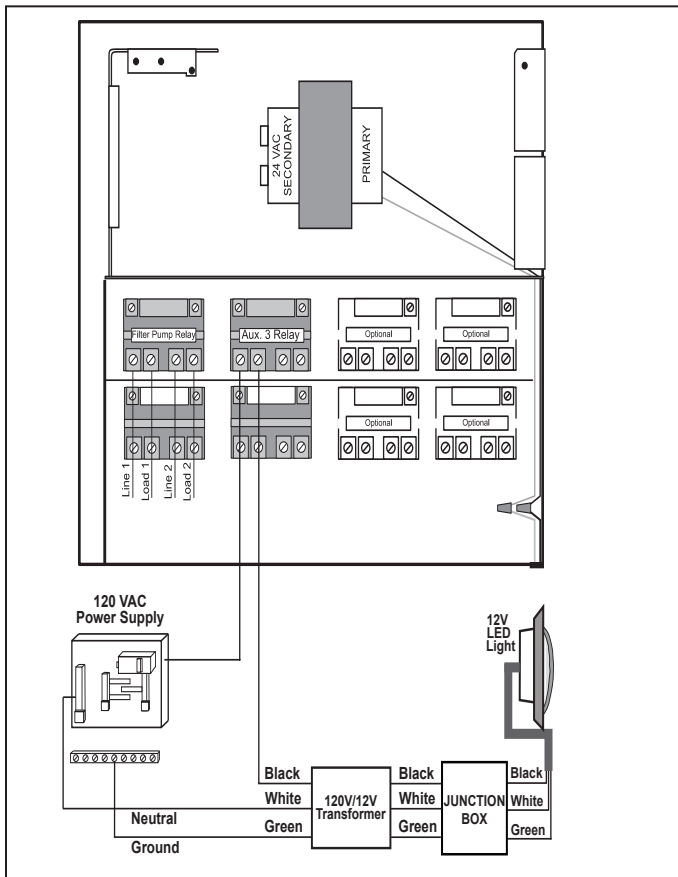 24 VAC
SECONDARY
PRIMARY
Filter Pump Relay
Aux. 3 Relay
Optional
Optional
Optional
Optional
Line 1
Load 1
Line 2
Load 2
120 VAC
Power Supply
12V
LED
Light
Black
White
Green
Neutral
Ground
120V/12V
Transformer
Black
White
Green
JUNCTION
BOX
Black
White
Green